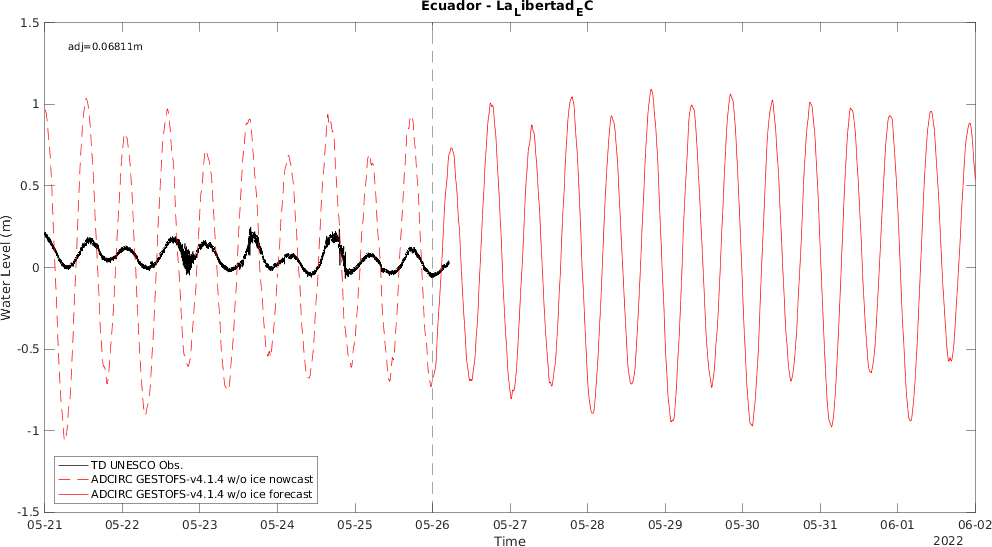 Ecuador - LaLibertadEC
adj=0.06811m
1.5
1
0.5
0
-0.5
-1
-1.5
Water Level (m)
TD UNESCO Obs.
ADCIRC GESTOFS-v4.1.4 w/o ice nowcast
ADCIRC GESTOFS-v4.1.4 w/o ice forecast
05-21 05-22 05-23 05-24 05-25 05-26 05-27 05-28 05-29 05-30 05-31 06-01 06-02
Time
2022